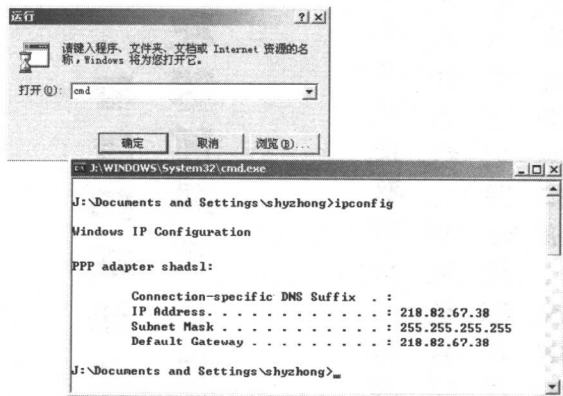 运行
请键入程序、文件夹、文档或 Internet 资源的名
称，Windows 将为您打开它。
打开(O): cmd
确定 取消 浏览(B)...
J:\WINDOWS\System32\cmd.exe
J:\Documents and Settings\shyzhong>ipconfig
Windows IP Configuration
PPP adapter shadsl:
Connection-specific DNS Suffix . :
IP Address. . . . . . . . . . . . : 218.82.67.38
Subnet Mask . . . . . . . . . . . : 255.255.255.255
Default Gateway . . . . . . . . . : 218.82.67.38
J:\Documents and Settings\shyzhong>_